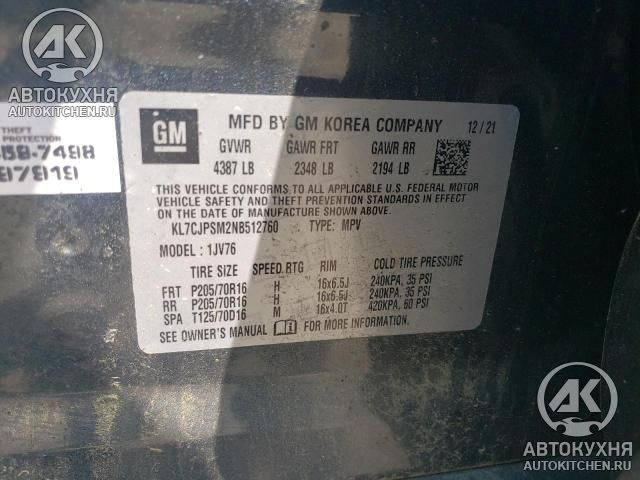 AK
АВТОКУХНЯ
AUTOKITCHEN.RU
THEFT
PROTECTION
GM
MFD BY GM KOREA COMPANY 12/21
GVWR GAWR FRT GAWR RR
4387 LB 2348 LB 2194 LB
THIS VEHICLE CONFORMS TO ALL APPLICABLE U.S. FEDERAL MOTOR
VEHICLE SAFETY AND THEFT PREVENTION STANDARDS IN EFFECT ON
THE DATE OF MANUFACTURE SHOWN ABOVE.
KL7CJPSM2NB512760 TYPE: MPV
MODEL: 1JV76
TIRE SIZE SPEED RTG RIM COLD TIRE PRESSURE
FRT P205/70R16 H 16x6.5J 240KPA, 35 PSI
RR P205/70R16 H 16x6.5J 240KPA, 35 PSI
SPA T125/70D16 M 16x4.0T 420KPA, 60 PSI
SEE OWNER'S MANUAL FOR MORE INFORMATION.
AK
АВТОКУХНЯ
AUTOKITCHEN.RU